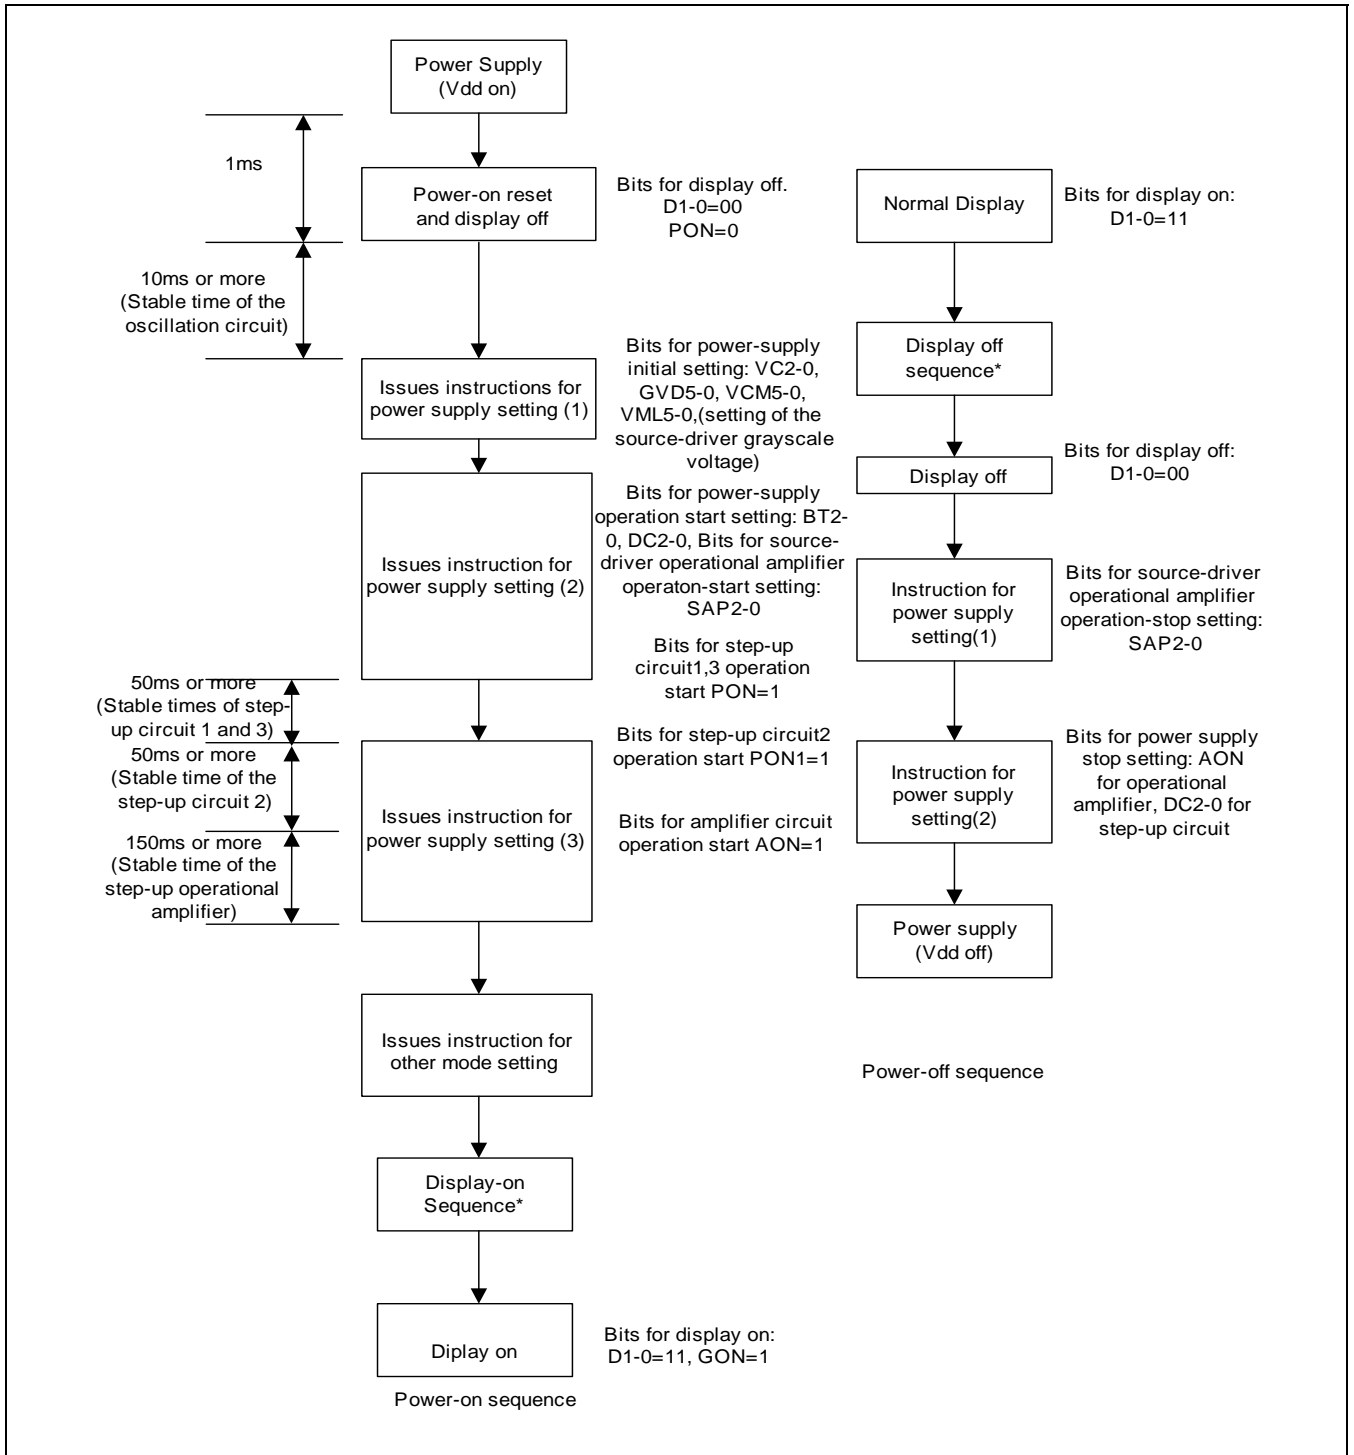 Power Supply
(Vdd on)
1ms
Power-on reset
and display off
Bits for display off.
D1-0=00
PON=0
10ms or more
(Stable time of the
oscillation circuit)
Issues instructions for
power supply setting (1)
Bits for power-supply
initial setting: VC2-0,
GVD5-0, VCM5-0,
VML5-0,(setting of the
source-driver grayscale
voltage)
Issues instruction for
power supply setting (2)
Bits for power-supply
operation start setting: BT2-
0, DC2-0, Bits for source-
driver operational amplifier
operaton-start setting:
SAP2-0
Bits for step-up
circuit1,3 operation
start PON=1
50ms or more
(Stable times of step-
up circuit 1 and 3)
50ms or more
(Stable time of the
step-up circuit 2)
150ms or more
(Stable time of the
step-up operational
amplifier)
Issues instruction for
power supply setting (3)
Bits for step-up circuit2
operation start PON1=1
Bits for amplifier circuit
operation start AON=1
Issues instruction for
other mode setting
Display-on
Sequence*
Diplay on
Bits for display on:
D1-0=11, GON=1
Power-on sequence
Normal Display
Bits for display on:
D1-0=11
Display off
sequence*
Display off
Bits for display off:
D1-0=00
Instruction for
power supply
setting(1)
Bits for source-driver
operational amplifier
operation-stop setting:
SAP2-0
Instruction for
power supply
setting(2)
Bits for power supply
stop setting: AON
for operational
amplifier, DC2-0 for
step-up circuit
Power supply
(Vdd off)
Power-off sequence